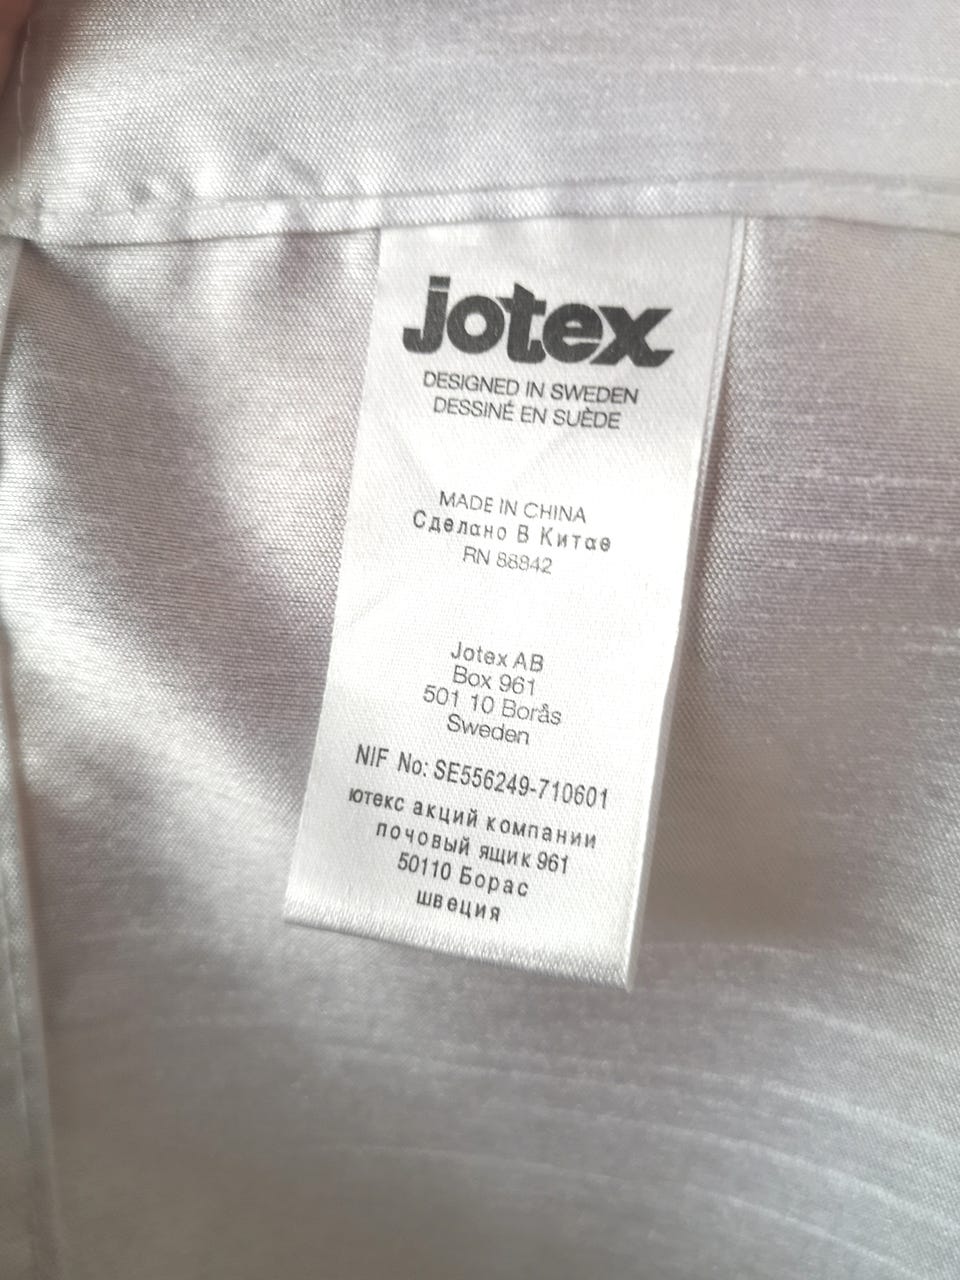 jotex
DESIGNED IN SWEDEN
DESSINÉ EN SUÈDE
MADE IN CHINA
Сделано В Китае
RN 88842
Jotex AB
Box 961
501 10 Borås
Sweden
NIF No: SE556249-710601
ютекс акций компании
почовый ящик 961
50110 Борас
швеция